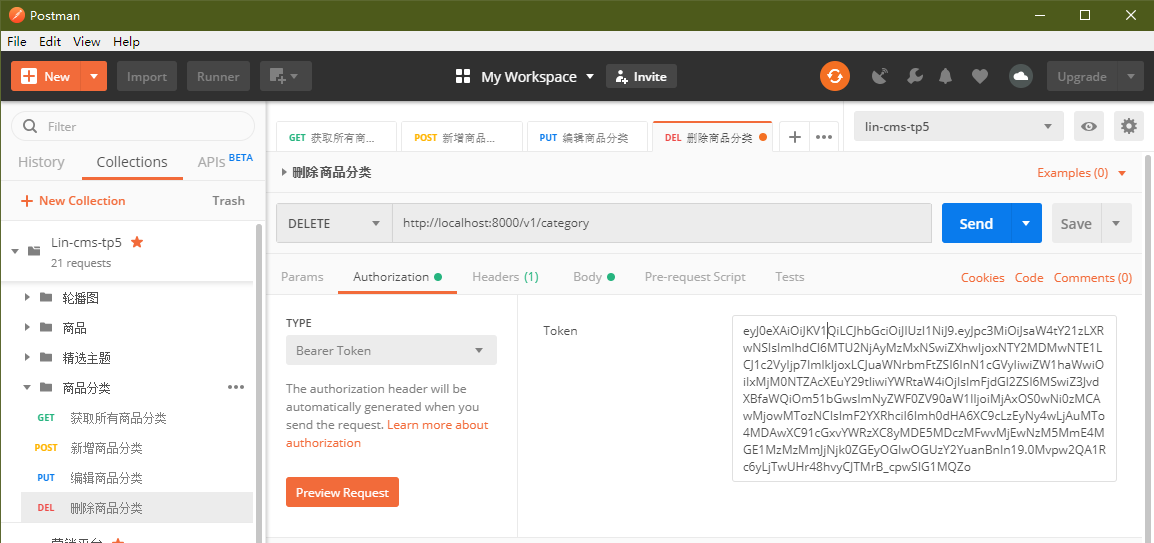 Postman
File Edit View Help
New Import Runner My Workspace Invite Upgrade
Filter
History Collections APIs BETA
New Collection Trash
Lin-cms-tp5
21 requests
轮播图
商品
精选主题
商品分类
GET 获取所有商品分类
POST 新增商品分类
PUT 编辑商品分类
DEL 删除商品分类
GET 获取所有商... POST 新增商品... PUT 编辑商品分类 DEL 删除商品分类 lin-cms-tp5
删除商品分类 Examples (0)
DELETE http://localhost:8000/v1/category Send Save
Params Authorization Headers (1) Body Pre-request Script Tests Cookies Code Comments (0)
TYPE
Bearer Token
The authorization header will be
automatically generated when you
send the request. Learn more about
authorization
Preview Request
Token